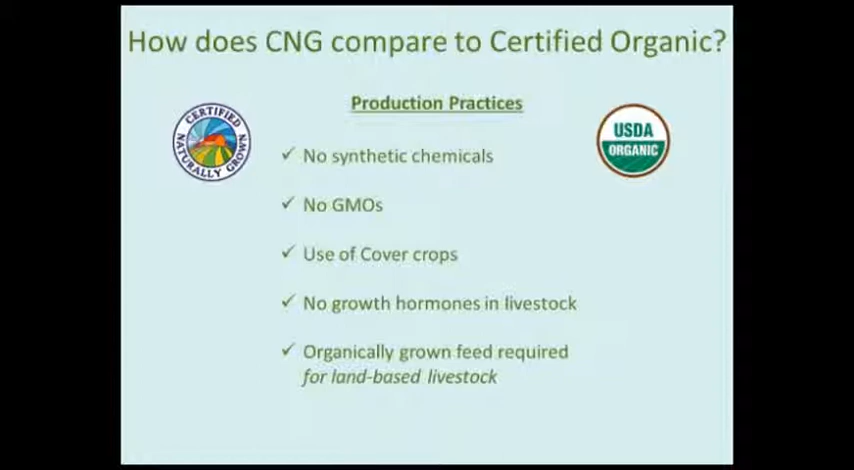 How does CNG compare to Certified Organic?
Production Practices
CERTIFIED
NATURALLY GROWN
USDA
ORGANIC
✓ No synthetic chemicals
✓ No GMOs
✓ Use of Cover crops
✓ No growth hormones in livestock
✓ Organically grown feed required
for land-based livestock